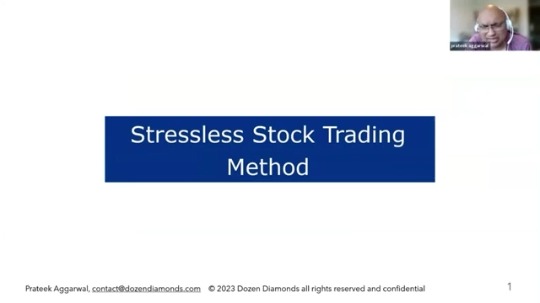 prateek aggarwal
Stressless Stock Trading
Method
Prateek Aggarwal, contact@dozendiamonds.com © 2023 Dozen Diamonds all rights reserved and confidential
1